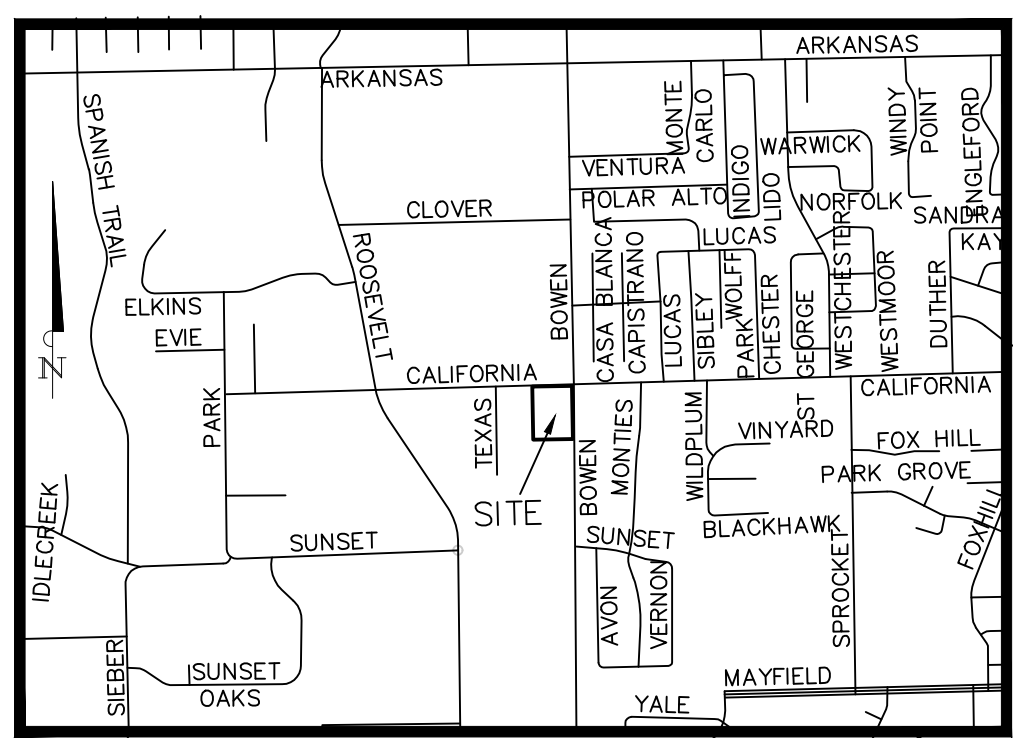 ARKANSAS
ARKANSAS
SPANISH TRAIL
MONTE
CARLO
WINDY
POINT
ENGLEFORD
WARWICK
INDIGO
VENTURA
LIDO
POLAR ALTO
NORFOLK
SANDRA
KAY
CLOVER
LUCAS
ROOSEVELT
BOWEN
CASA BLANCA
CAPISTRANO
LUCAS
SIBLEY
WOLFF
PARK
CHESTER
GEORGE
WESTCHESTER
WESTMOOR
DUTHER
ELKINS
EVIE
N
CALIFORNIA
CALIFORNIA
PARK
TEXAS
BOWEN
MONTIES
WILDPLUM
ST
VINYARD
FOX HILL
PARK GROVE
SITE
IDLECREEK
BLACKHAWK
FOXHILL
SUNSET
SUNSET
SPROCKET
AVON
VERNON
SIEBER
SUNSET
OAKS
MAYFIELD
YALE